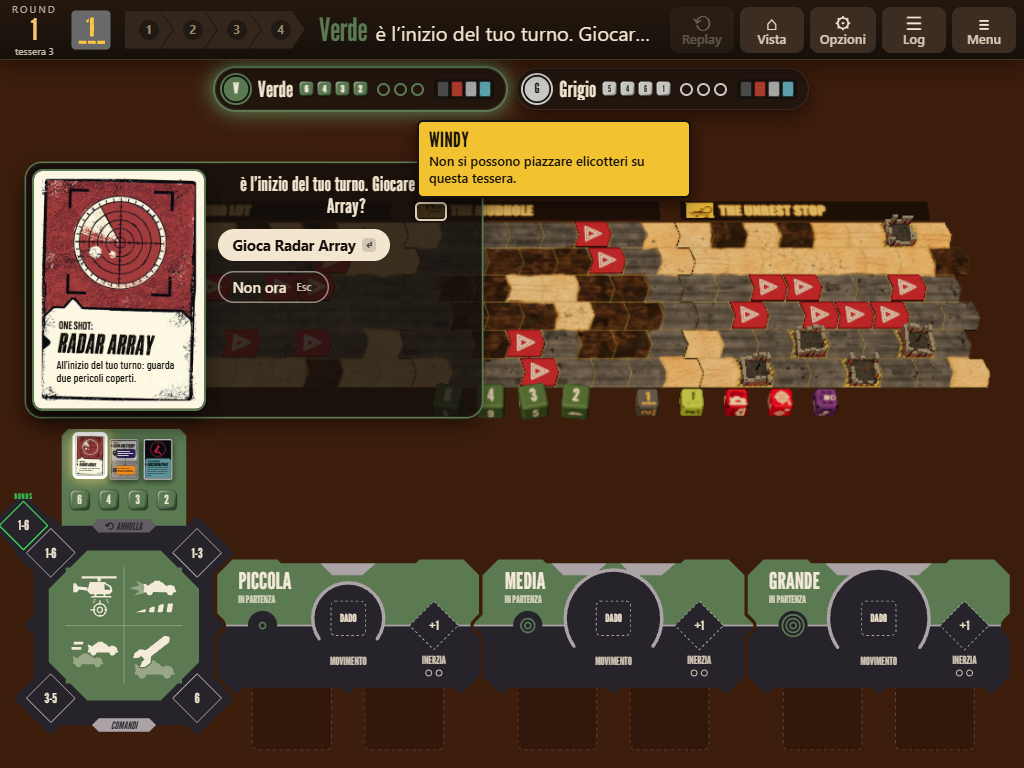 ROUND
1
tessera 3
1
1 2 3 4
Verde è l'inizio del tuo turno. Giocar...
Replay
Vista
Opzioni
Log
Menu
V Verde 6 4 3 2
G Grigio 5 4 6 1
WINDY
Non si possono piazzare elicotteri su
questa tessera.
è l'inizio del tuo turno. Giocare
Array?
Gioca Radar Array
Non ora Esc
ONE SHOT:
RADAR ARRAY
All'inizio del tuo turno: guarda
due pericoli coperti.
THE UNREST STOP
6 4 3 2
ANNULLA
BONUS
1-6
1-6
1-3
3-5
6
COMANDI
PICCOLA
IN PARTENZA
DADO
+1
MOVIMENTO
INERZIA
MEDIA
IN PARTENZA
DADO
+1
MOVIMENTO
INERZIA
GRANDE
IN PARTENZA
DADO
+1
MOVIMENTO
INERZIA